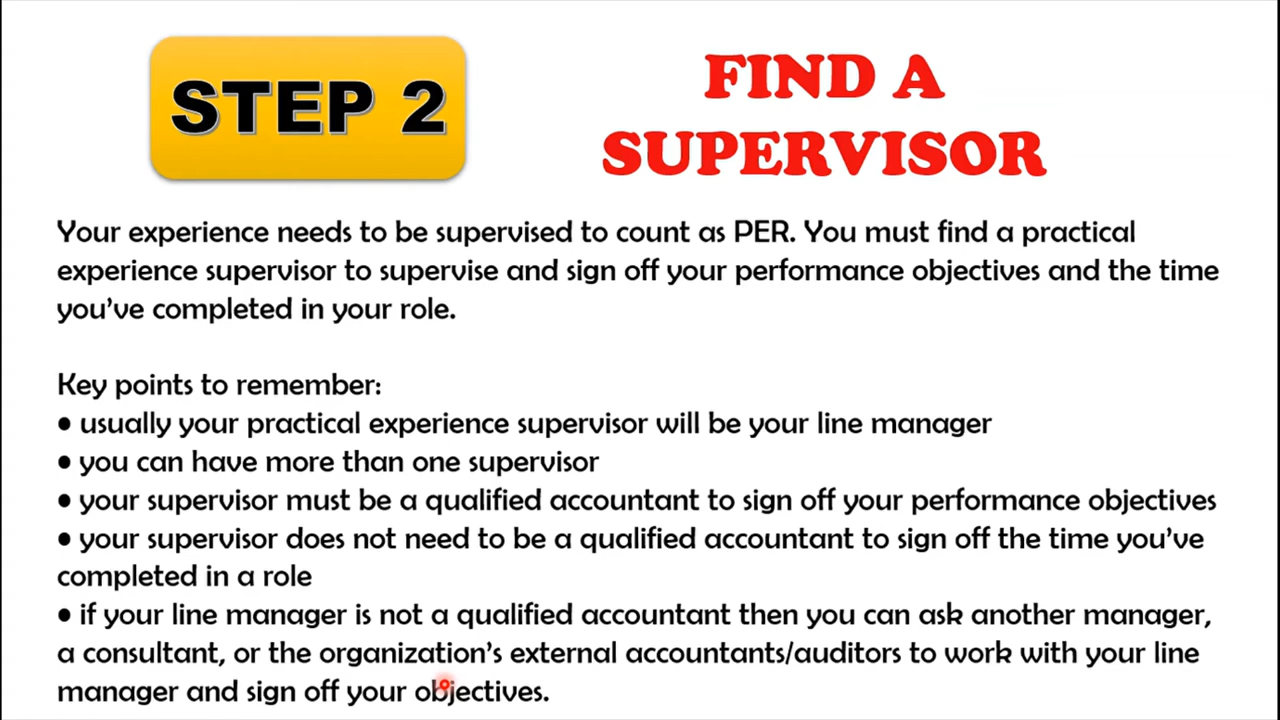 STEP 2
FIND A
SUPERVISOR
Your experience needs to be supervised to count as PER. You must find a practical
experience supervisor to supervise and sign off your performance objectives and the time
you’ve completed in your role.
Key points to remember:
• usually your practical experience supervisor will be your line manager
• you can have more than one supervisor
• your supervisor must be a qualified accountant to sign off your performance objectives
• your supervisor does not need to be a qualified accountant to sign off the time you’ve
completed in a role
• if your line manager is not a qualified accountant then you can ask another manager,
a consultant, or the organization’s external accountants/auditors to work with your line
manager and sign off your objectives.